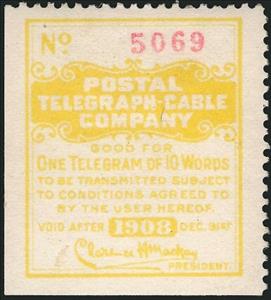 No 5069
POSTAL
TELEGRAPH-CABLE
COMPANY
GOOD FOR
ONE TELEGRAM OF 10 WORDS
TO BE TRANSMITTED SUBJECT
TO CONDITIONS AGREED TO
BY THE USER HEREOF.
VOID AFTER 1908 DEC. 31ST
Clarence H Mackay
PRESIDENT.